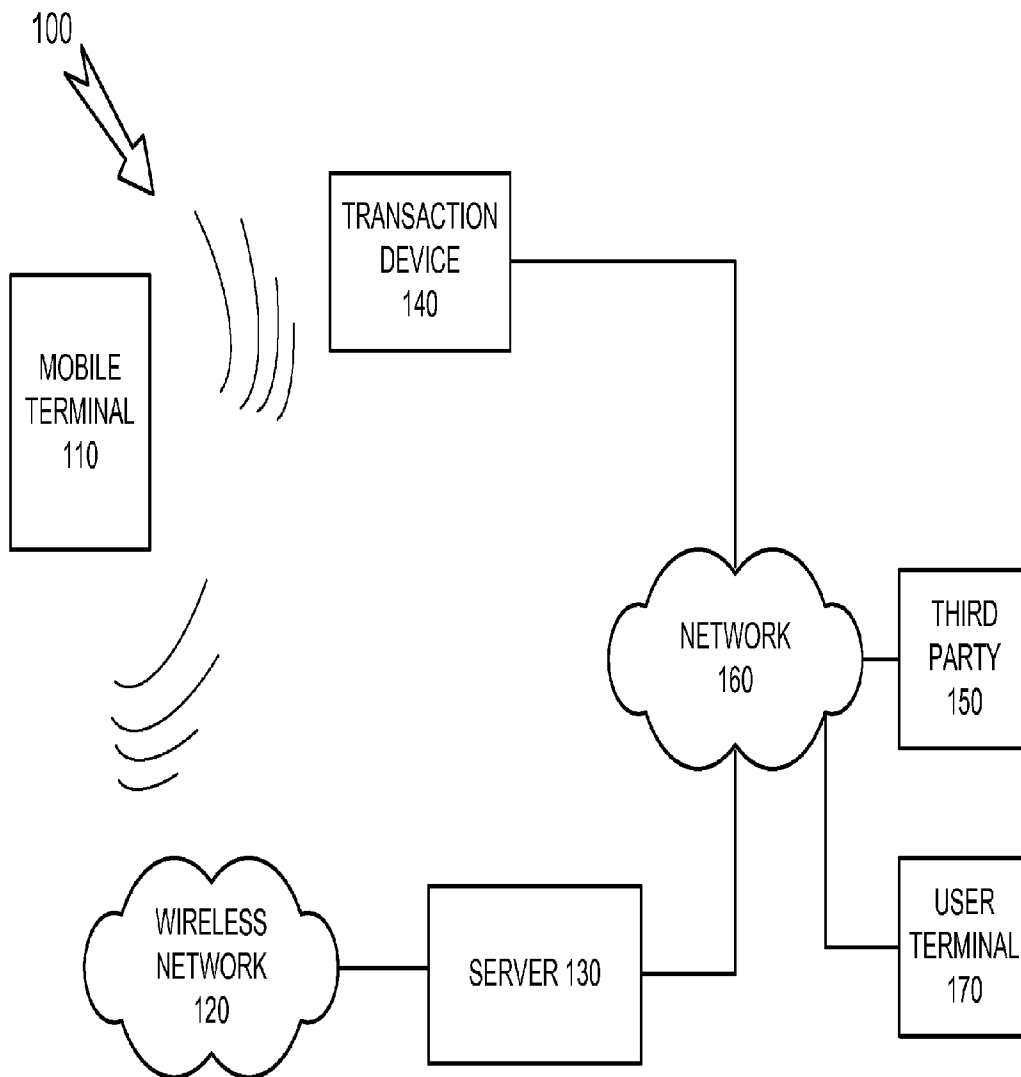 100
TRANSACTION
DEVICE
140
MOBILE
TERMINAL
110
NETWORK
160
THIRD
PARTY
150
WIRELESS
NETWORK
120
SERVER 130
USER
TERMINAL
170